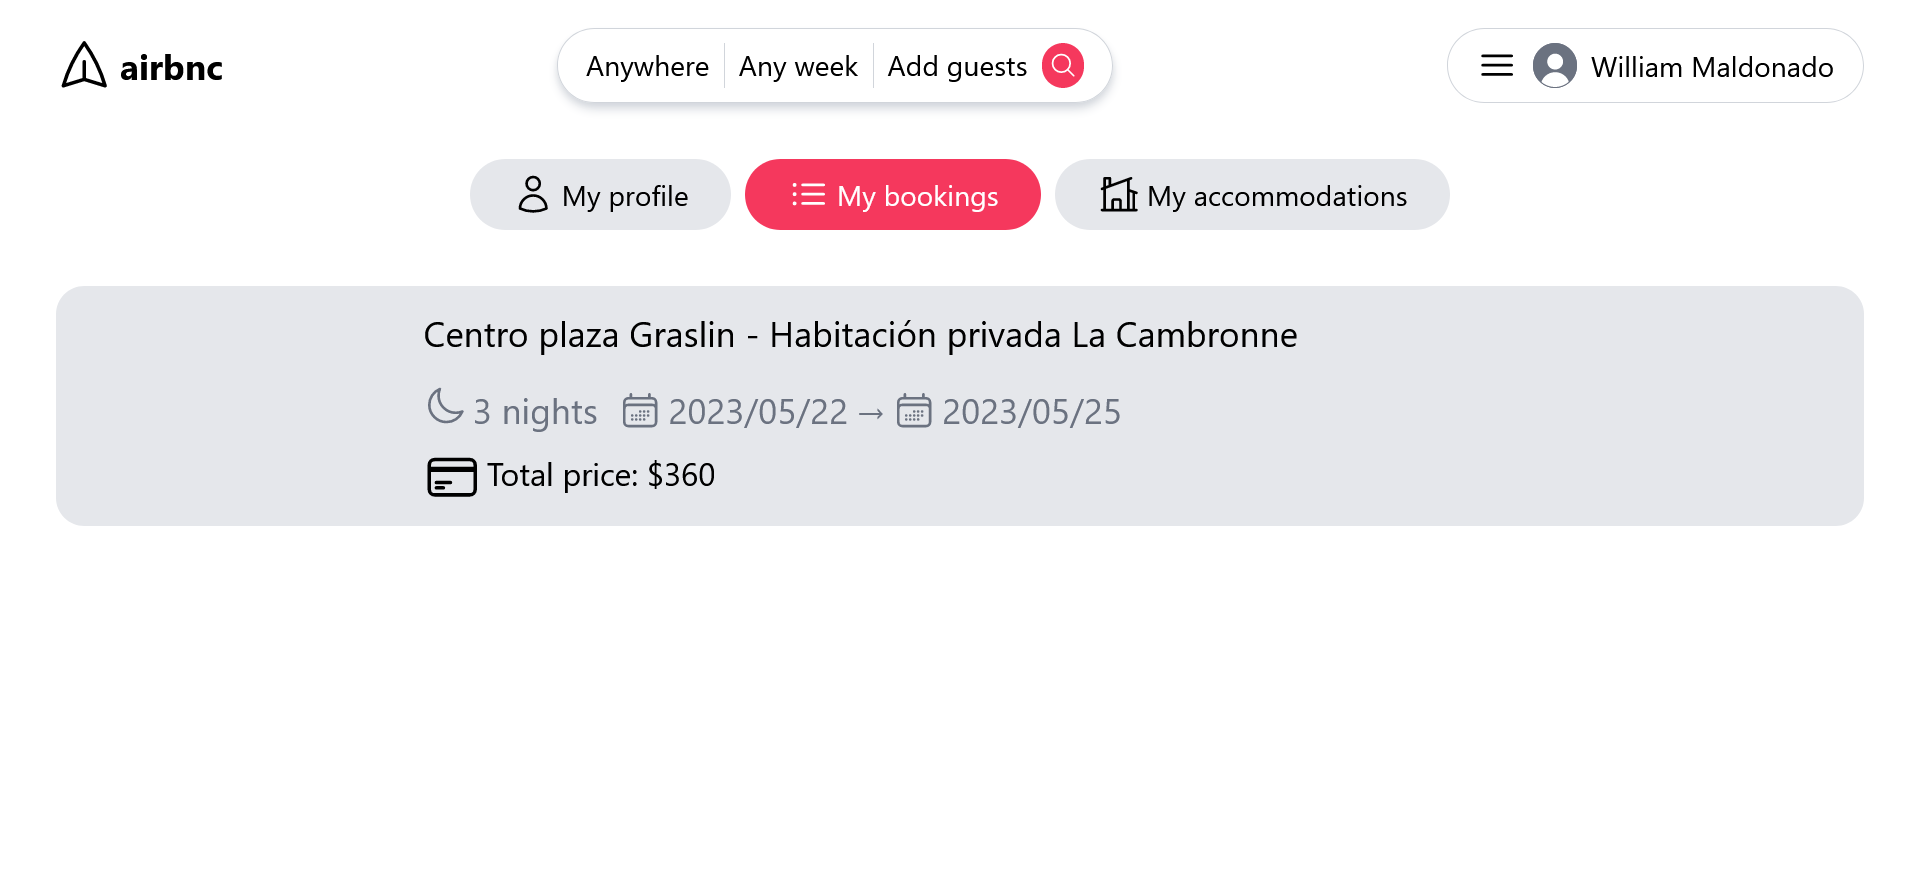 airbnc
Anywhere Any week Add guests
William Maldonado
My profile
My bookings
My accommodations
Centro plaza Graslin - Habitación privada La Cambronne
3 nights 2023/05/22 → 2023/05/25
Total price: $360